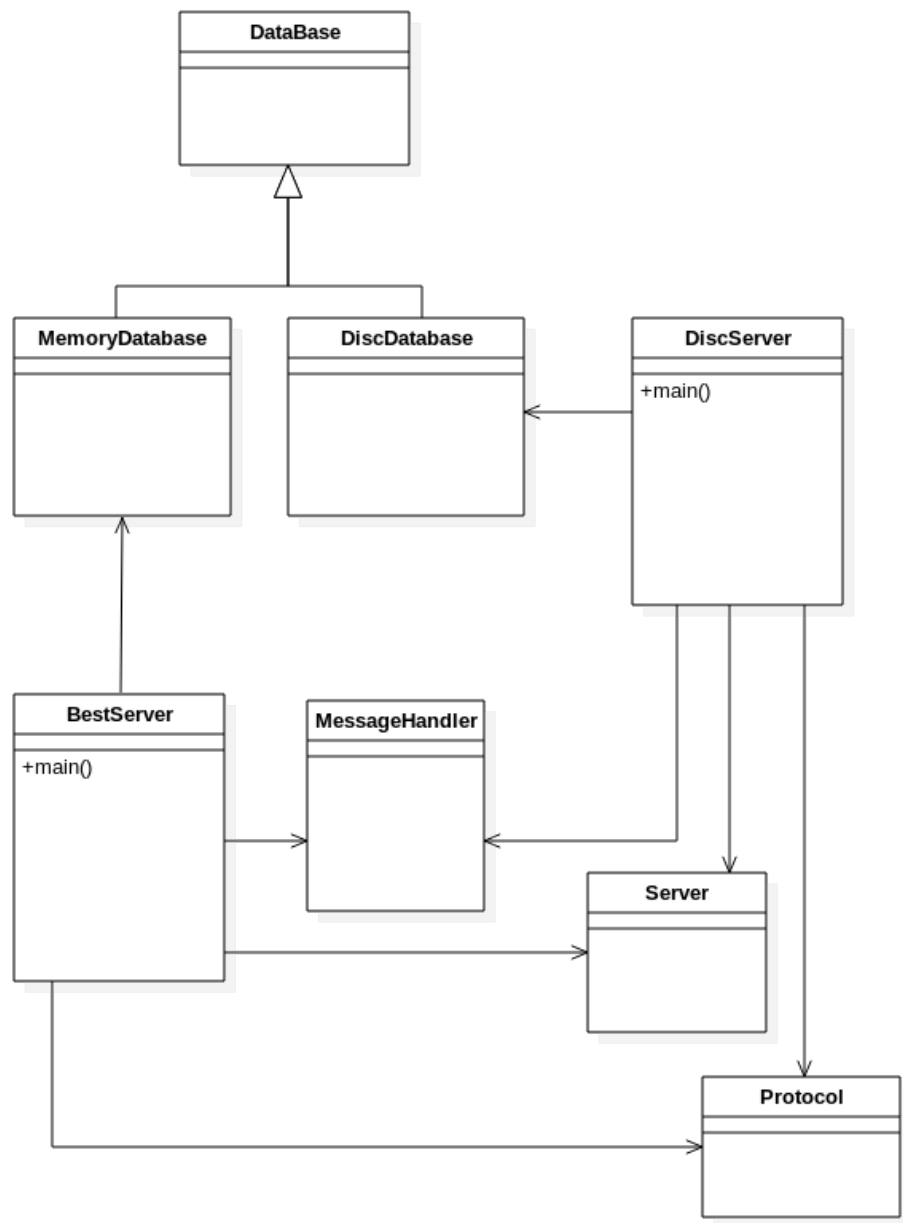 DataBase
MemoryDatabase
DiscDatabase
DiscServer
+main()
BestServer
+main()
MessageHandler
Server
Protocol